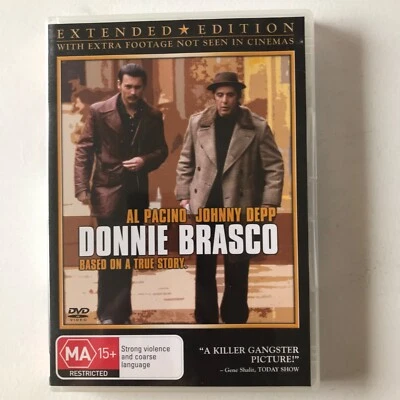 EXTENDED ★ EDITION
WITH EXTRA FOOTAGE NOT SEEN IN CINEMAS
AL PACINO JOHNNY DEPP
DONNIE BRASCO
BASED ON A TRUE STORY.
DVD
VIDEO
MA 15+
RESTRICTED
Strong violence
and coarse
language
"A KILLER GANGSTER
PICTURE!"
– Gene Shalit, TODAY SHOW